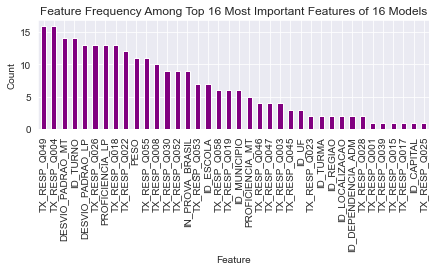 Feature Frequency Among Top 16 Most Important Features of 16 Models
Count
15
10
5
0
TX_RESP_Q049
TX_RESP_Q004
DESVIO_PADRAO_MT
ID_TURNO
DESVIO_PADRAO_LP
TX_RESP_Q026
PROFICIENCIA_LP
TX_RESP_Q018
TX_RESP_Q022
PESO
TX_RESP_Q055
TX_RESP_Q008
TX_RESP_Q030
TX_RESP_Q052
IN_PROVA_BRASIL
TX_RESP_Q053
ID_ESCOLA
TX_RESP_Q058
TX_RESP_Q019
ID_MUNICIPIO
PROFICIENCIA_MT
TX_RESP_Q046
TX_RESP_Q047
TX_RESP_Q003
TX_RESP_Q045
ID_UF
TX_RESP_Q023
ID_TURMA
ID_REGIAO
ID_LOCALIZACAO
ID_DEPENDENCIA_ADM
TX_RESP_Q028
TX_RESP_Q001
TX_RESP_Q039
TX_RESP_Q015
TX_RESP_Q017
ID_CAPITAL
TX_RESP_Q025
Feature